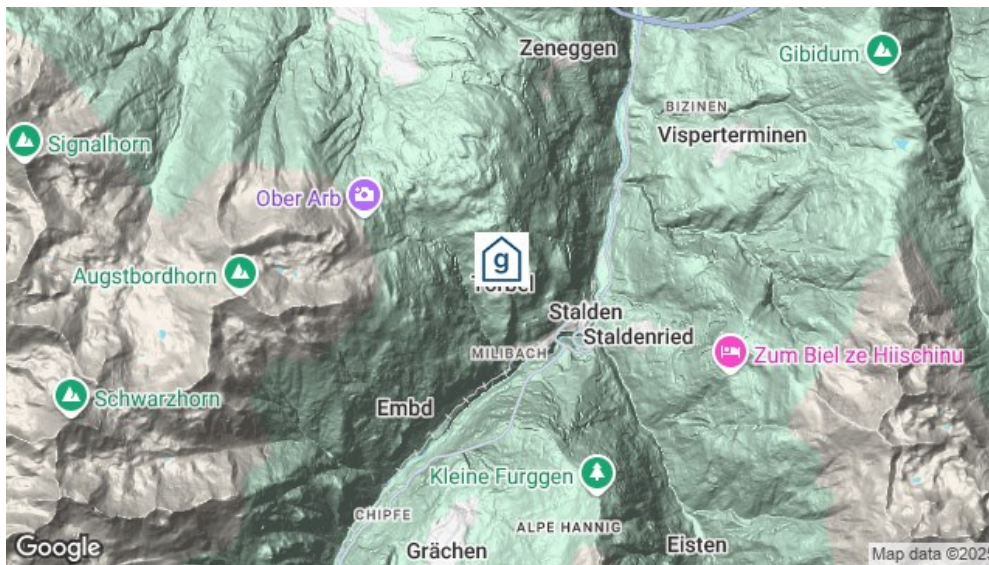 Zeneggen
Gibidum
BIZINEN
Signalhorn
Visperterminen
Ober Arb
g
Törbel
Augstbordhorn
Stalden
Staldenried
MILIBACH
Zum Biel ze Hiischinu
Schwarzhorn
Embd
Kleine Furggen
CHIPFE
ALPE HANNIG
Google
Grächen
Eisten
Map data ©2025